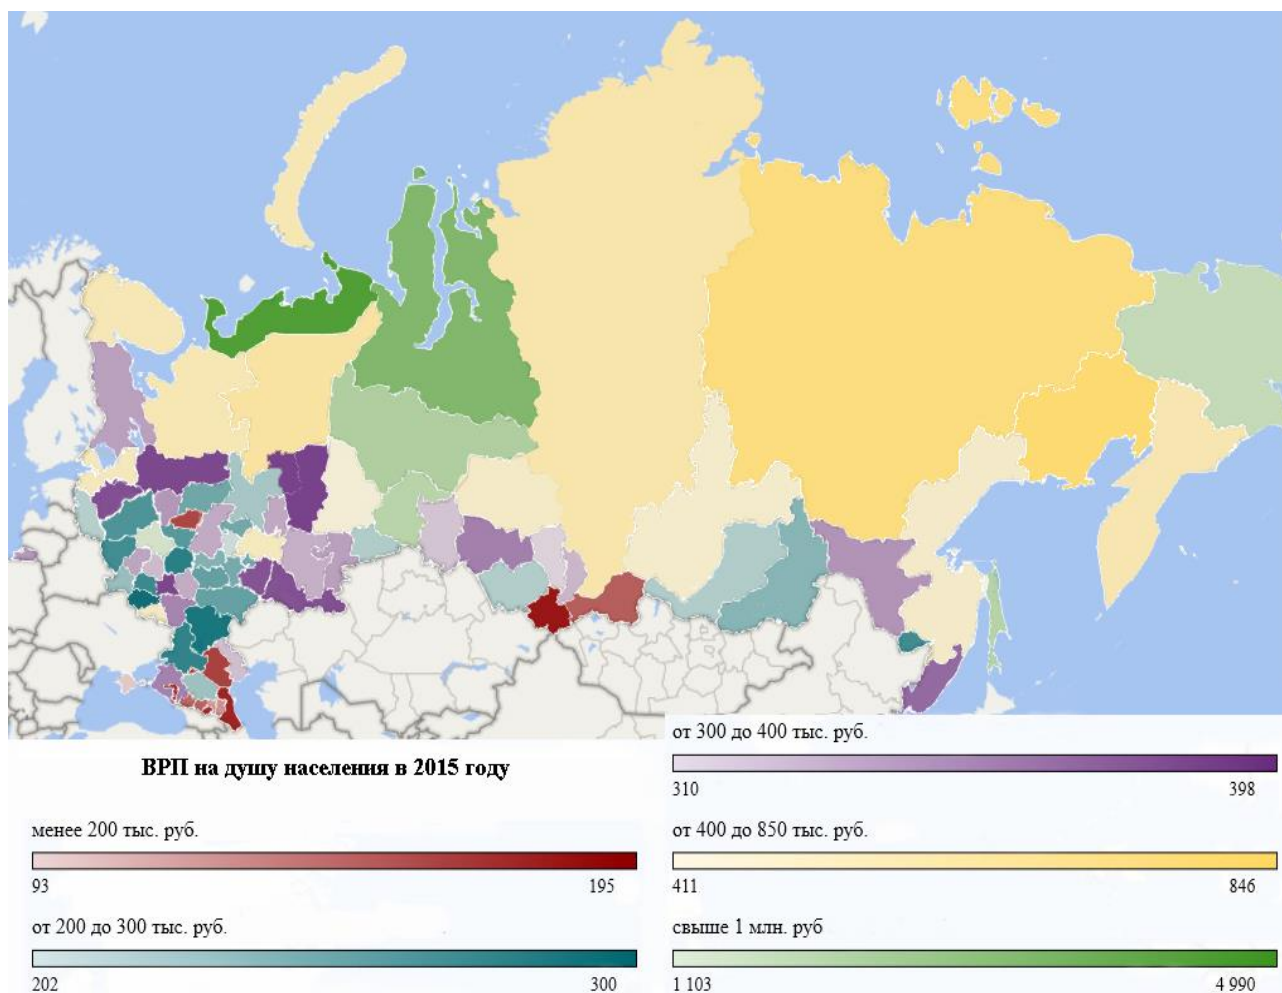 ВРП на душу населения в 2015 году
менее 200 тыс. руб.
93 195
от 200 до 300 тыс. руб.
202 300
от 300 до 400 тыс. руб.
310 398
от 400 до 850 тыс. руб.
411 846
свыше 1 млн. руб
1 103 4 990